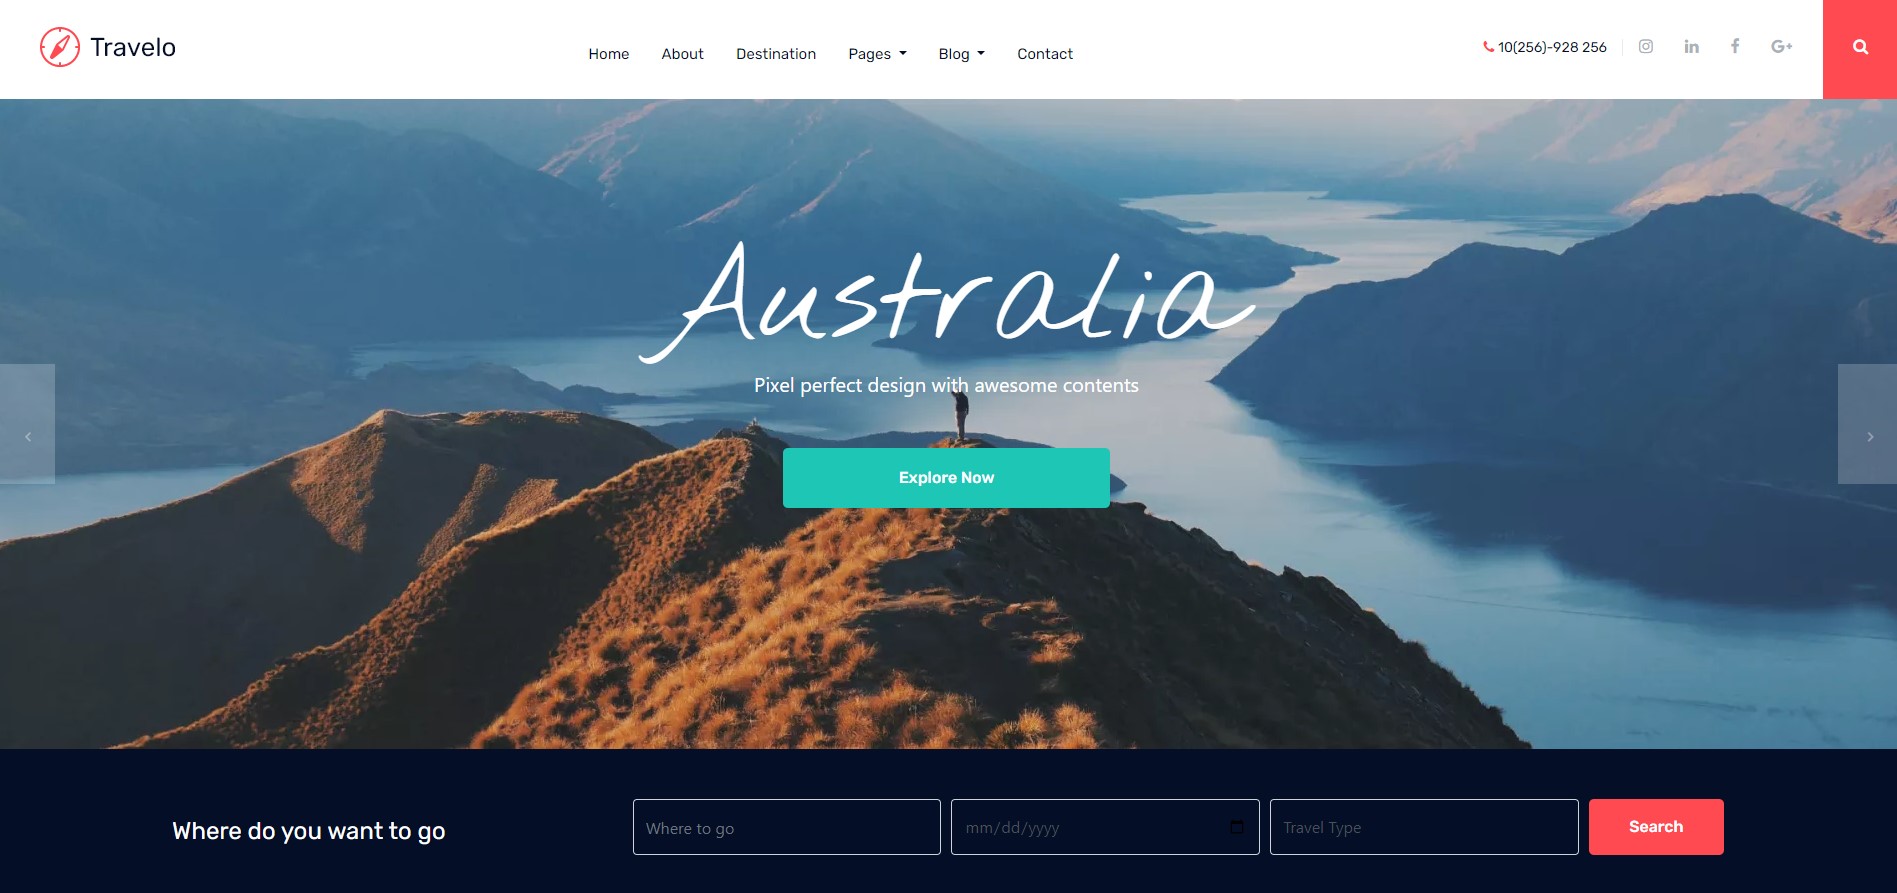 Travelo
Home About Destination Pages Blog Contact
10(256)-928 256
Australia
Pixel perfect design with awesome contents
Explore Now
Where do you want to go
Where to go
mm/dd/yyyy
Travel Type
Search